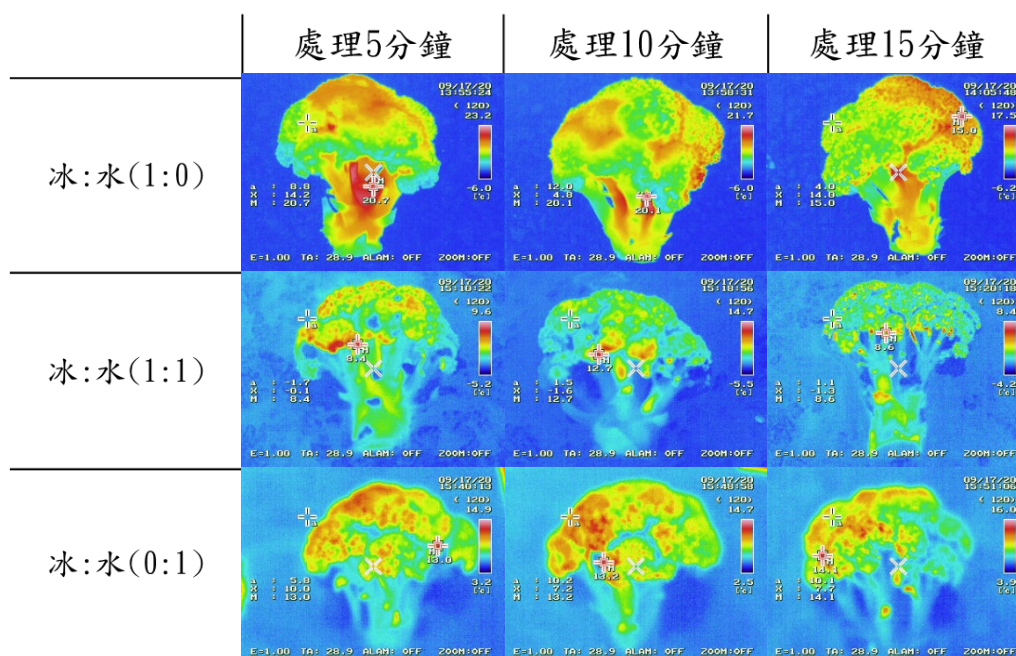 處理5分鐘
處理10分鐘
處理15分鐘
冰:水(1:0)
09/17/20
13:55:24
( 120)
23.2
a
M
20.7
a : 8.8
X : 14.2
M : 20.7
-6.0
[℃]
E=1.00 TA: 28.9 ALAM: OFF ZOOM:OFF
09/17/20
13:58:31
( 120)
21.7
20.1
a : 12.0
X : 4.8
M : 20.1
-6.0
[℃]
E=1.00 TA: 28.9 ALAM: OFF ZOOM:OFF
09/17/20
14:05:48
( 120)
17.5
a
M
15.0
a : 4.0
X : 14.0
M : 15.0
-6.2
[℃]
E=1.00 TA: 28.9 ALAM: OFF ZOOM:OFF
冰:水(1:1)
09/17/20
15:10:22
( 120)
9.6
a
M
8.4
a : -1.7
X : -0.1
M : 8.4
-5.2
[℃]
E=1.00 TA: 28.9 ALAM: OFF ZOOM:OFF
09/17/20
15:18:56
( 120)
14.7
a
M
12.7
a : 1.5
X : -1.6
M : 12.7
-5.5
[℃]
E=1.00 TA: 28.9 ALAM: OFF ZOOM:OFF
09/17/20
15:20:18
( 120)
8.4
a
M
8.6
a : 1.1
X : -1.3
M : 8.6
-4.2
[℃]
E=1.00 TA: 28.9 ALAM: OFF ZOOM:OFF
冰:水(0:1)
09/17/20
15:40:13
( 120)
14.9
a
M
13.0
a : 5.8
X : 10.0
M : 13.0
3.2
[℃]
E=1.00 TA: 28.9 ALAM: OFF ZOOM:OFF
09/17/20
15:48:58
( 120)
14.7
a
M
13.2
a : 10.2
X : 7.2
M : 13.2
2.5
[℃]
E=1.00 TA: 28.9 ALAM: OFF ZOOM:OFF
09/17/20
15:51:06
( 120)
16.0
a
M
14.1
a : 10.1
X : 7.7
M : 14.1
3.9
[℃]
E=1.00 TA: 28.9 ALAM: OFF ZOOM:OFF